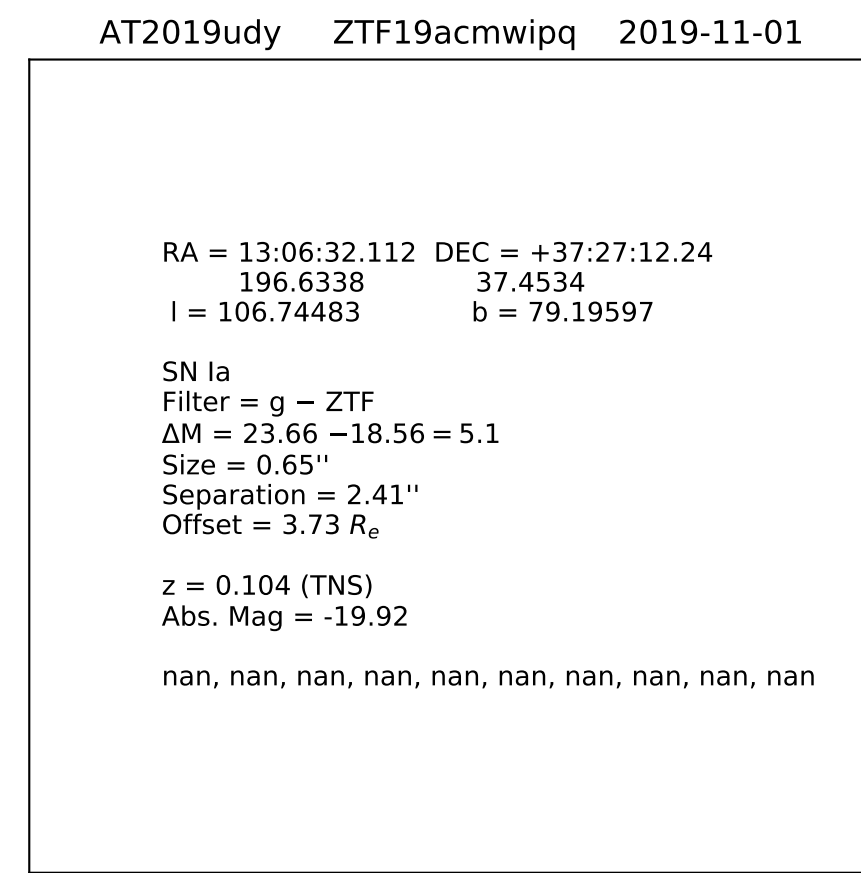 AT2019udy ZTF19acmwipq 2019-11-01
RA = 13:06:32.112 DEC = +37:27:12.24
196.6338 37.4534
l = 106.74483 b = 79.19597
SN Ia
Filter = g − ZTF
ΔM = 23.66 −18.56 = 5.1
Size = 0.65''
Separation = 2.41''
Offset = 3.73 Re
z = 0.104 (TNS)
Abs. Mag = -19.92
nan, nan, nan, nan, nan, nan, nan, nan, nan, nan